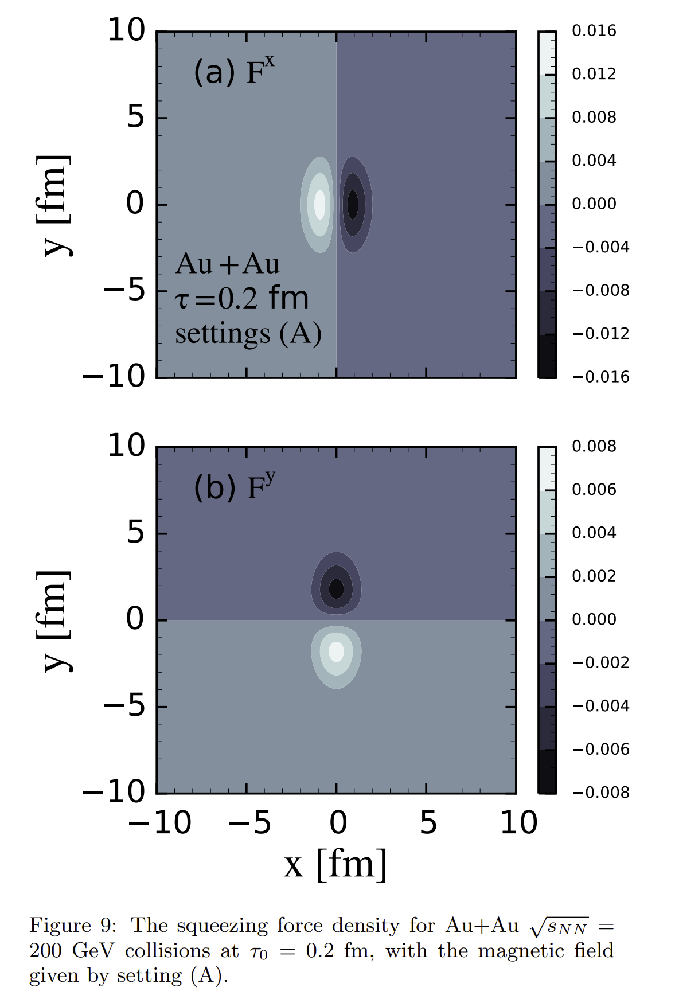 10
(a) Fˣ
5
0
−5
−10
y [fm]
Au+Au
τ=0.2 fm
settings (A)
0.016
0.012
0.008
0.004
0.000
−0.004
−0.008
−0.012
−0.016
10
(b) Fʸ
5
0
−5
−10
y [fm]
0.008
0.006
0.004
0.002
0.000
−0.002
−0.004
−0.006
−0.008
−10 −5 0 5 10
x [fm]
Figure 9: The squeezing force density for Au+Au √s_NN =
200 GeV collisions at τ₀ = 0.2 fm, with the magnetic field
given by setting (A).